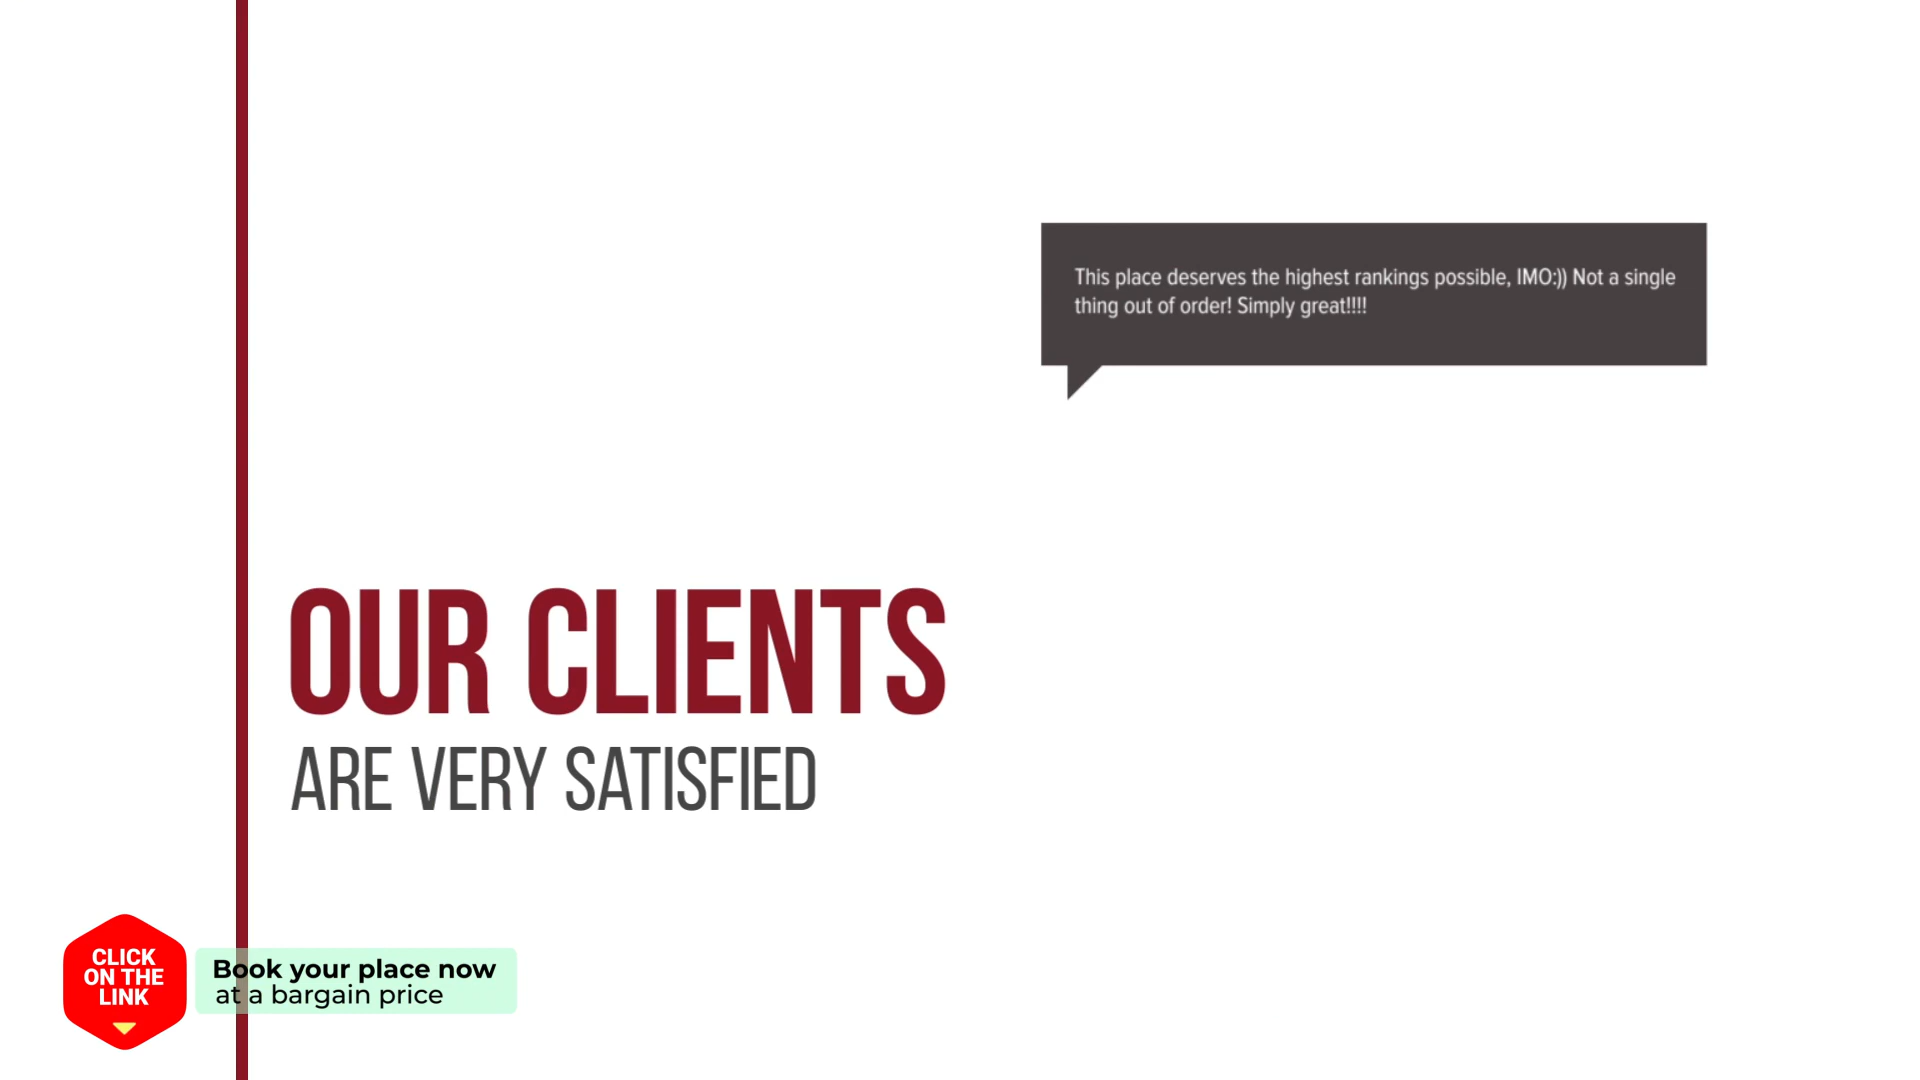 This place deserves the highest rankings possible, IMO:)) Not a single
thing out of order! Simply great!!!!
OUR CLIENTS
ARE VERY SATISFIED
CLICK
ON THE
LINK
Book your place now
at a bargain price